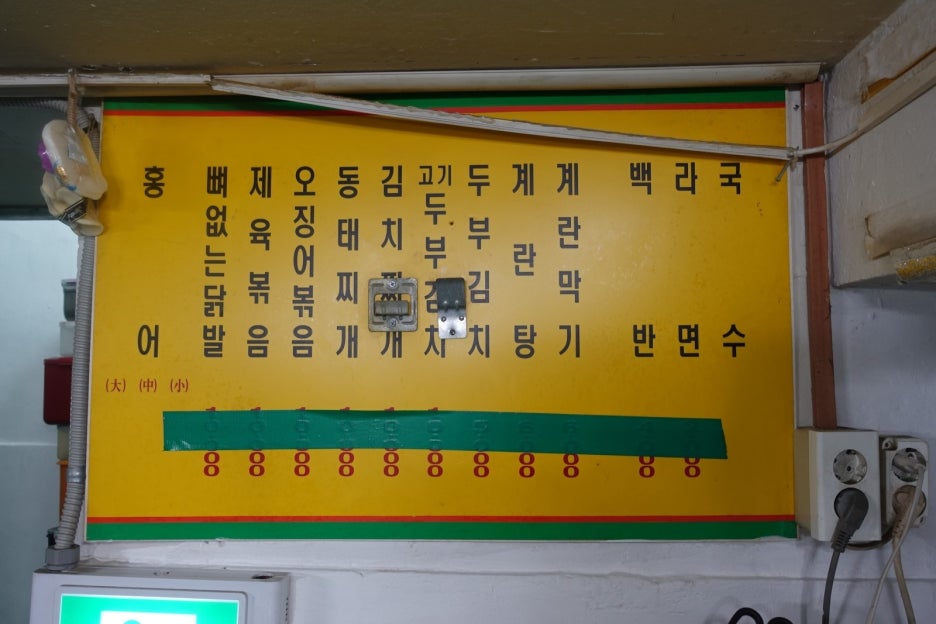 홍어
뼈없는닭발
제육볶음
오징어볶음
동태찌개
김치찌개
고기두부김치
두부김치
계란탕
계란막기
백반
라면
국수
(大) (中) (小)